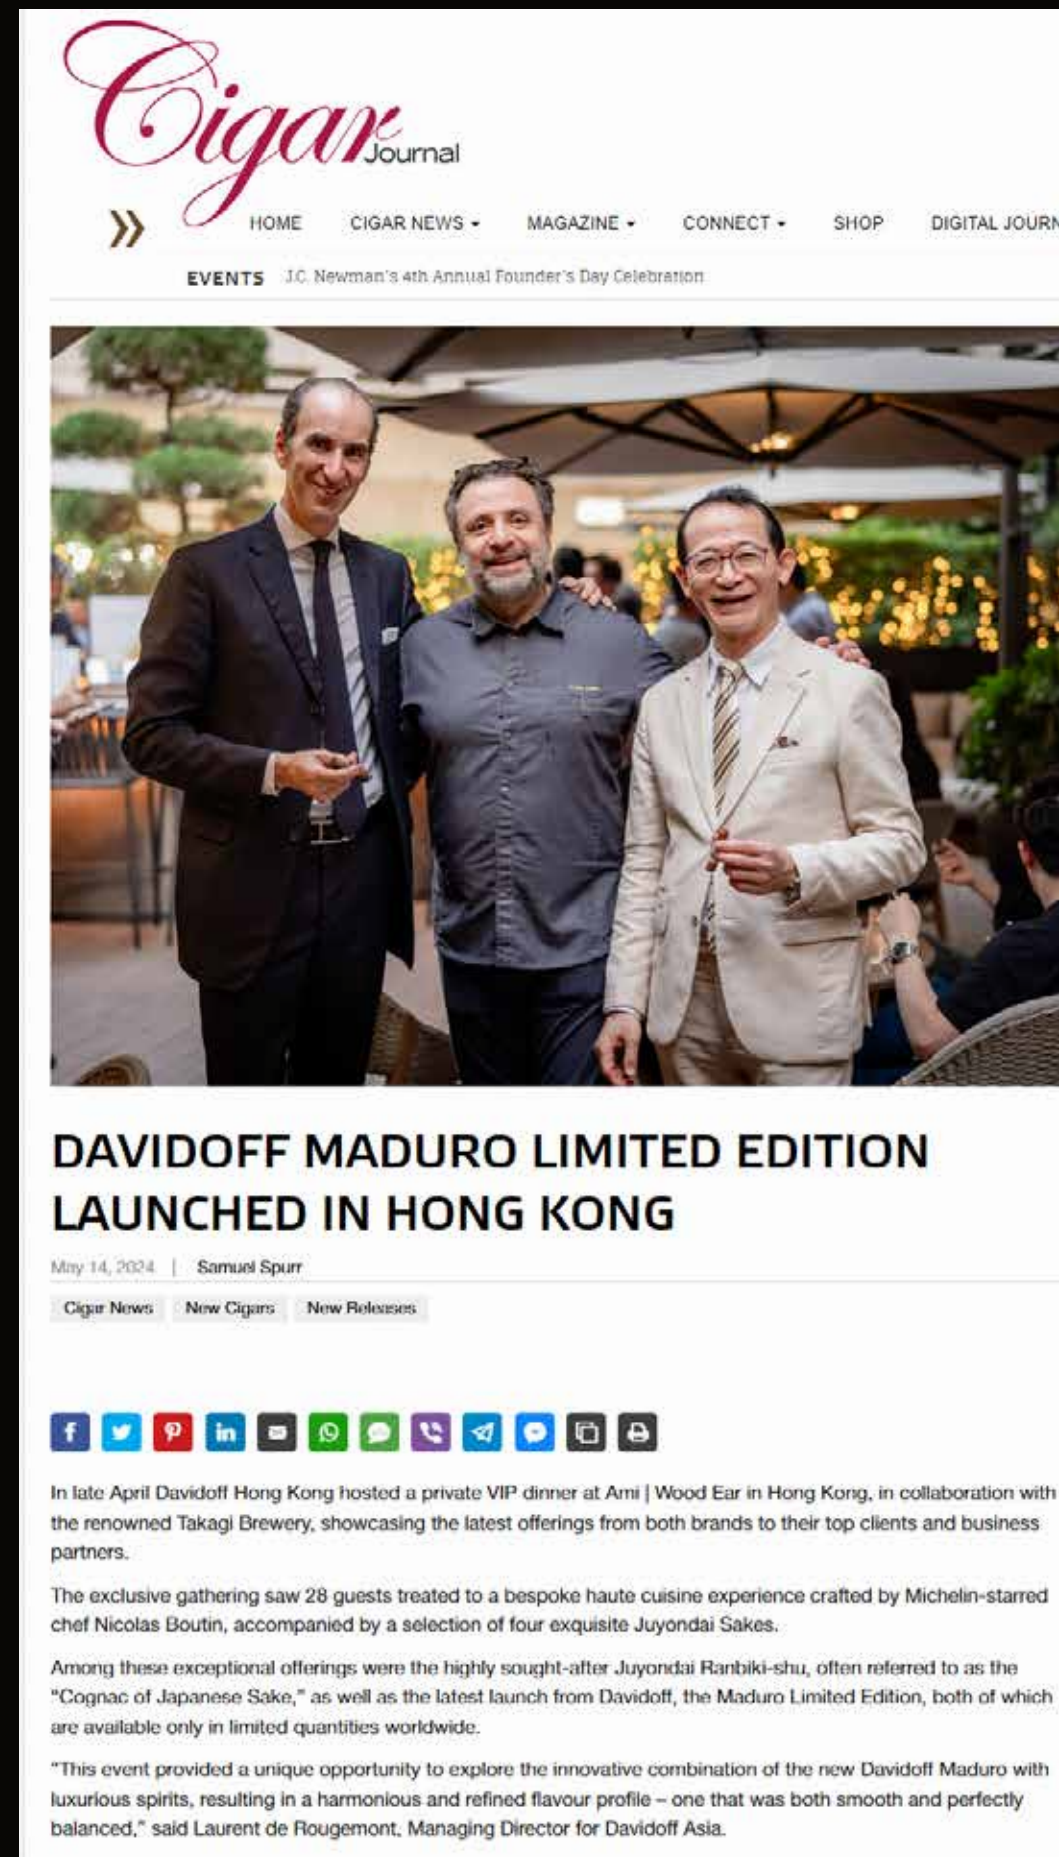 Cigar
Journal
HOME CIGAR NEWS MAGAZINE CONNECT SHOP DIGITAL JOURN
EVENTS J.C. Newman's 4th Annual Founder's Day Celebration
DAVIDOFF MADURO LIMITED EDITION
LAUNCHED IN HONG KONG
May 14, 2024 | Samuel Spurr
Cigar News New Cigars New Releases
In late April Davidoff Hong Kong hosted a private VIP dinner at Ami | Wood Ear in Hong Kong, in collaboration with
the renowned Takagi Brewery, showcasing the latest offerings from both brands to their top clients and business
partners.
The exclusive gathering saw 28 guests treated to a bespoke haute cuisine experience crafted by Michelin-starred
chef Nicolas Boutin, accompanied by a selection of four exquisite Juyondai Sakes.
Among these exceptional offerings were the highly sought-after Juyondai Ranbiki-shu, often referred to as the
"Cognac of Japanese Sake," as well as the latest launch from Davidoff, the Maduro Limited Edition, both of which
are available only in limited quantities worldwide.
"This event provided a unique opportunity to explore the innovative combination of the new Davidoff Maduro with
luxurious spirits, resulting in a harmonious and refined flavour profile – one that was both smooth and perfectly
balanced," said Laurent de Rougemont, Managing Director for Davidoff Asia.